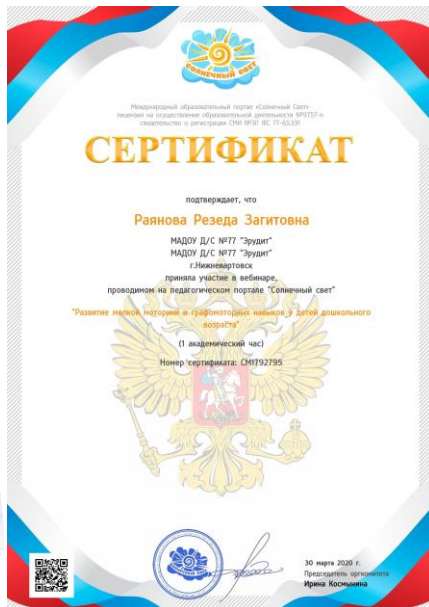 СОЛНЕЧНЫЙ СВЕТ
Международный образовательный портал «Солнечный Свет»
лицензия на осуществление образовательной деятельности №9757-л
свидетельство о регистрации СМИ №ЭЛ ФС 77-65391
СЕРТИФИКАТ
подтверждает, что
Раянова Резеда Загитовна
МАДОУ Д/С №77 "Эрудит"
МАДОУ Д/С №77 "Эрудит"
г.Нижневартовск
приняла участие в вебинаре,
проводимом на педагогическом портале "Солнечный свет"
"Развитие мелкой моторики и графомоторных навыков у детей дошкольного
возраста"
(1 академический час)
Номер сертификата: СМ1792795
30 марта 2020 г.
Председатель оргкомитета
Ирина Космынина